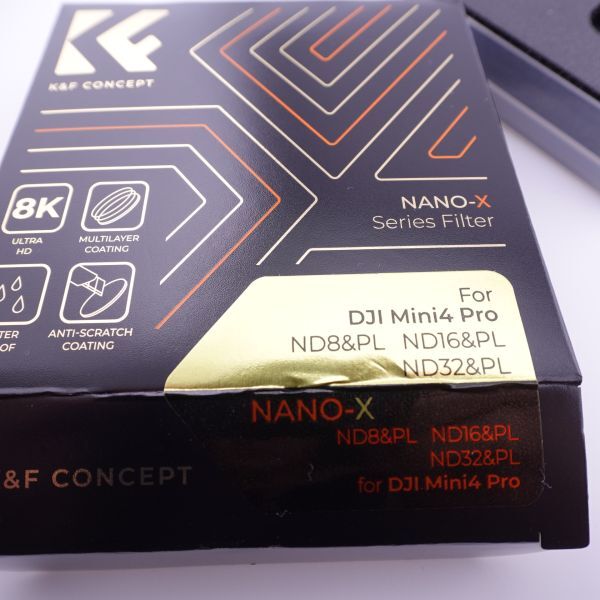 K&F CONCEPT
8K
ULTRA
HD
MULTILAYER
COATING
ANTI-SCRATCH
COATING
NANO-X
Series Filter
For
DJI Mini4 Pro
ND8&PL ND16&PL
ND32&PL
NANO-X
ND8&PL ND16&PL
ND32&PL
for DJI Mini4 Pro
&F CONCEPT